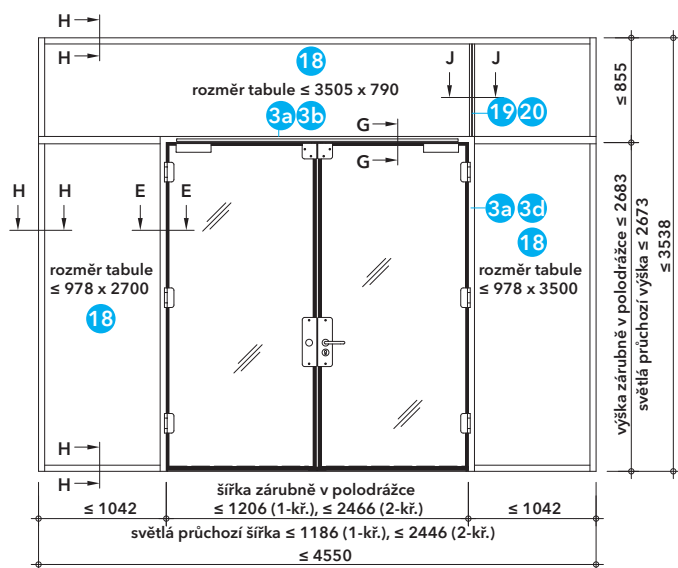 H
H
18
rozměr tabule ≤ 3505 x 790
J J
≤ 855
3a 3b
19 20
G
G
H H
E E
3a 3d
18
rozměr tabule
≤ 978 x 2700
18
rozměr tabule
≤ 978 x 3500
výška zárubně v polodrážce ≤ 2683
světlá průchozí výška ≤ 2673
≤ 3538
H
H
šířka zárubně v polodrážce
≤ 1042
≤ 1206 (1-kř.), ≤ 2466 (2-kř.)
≤ 1042
světlá průchozí šířka ≤ 1186 (1-kř.), ≤ 2446 (2-kř.)
≤ 4550